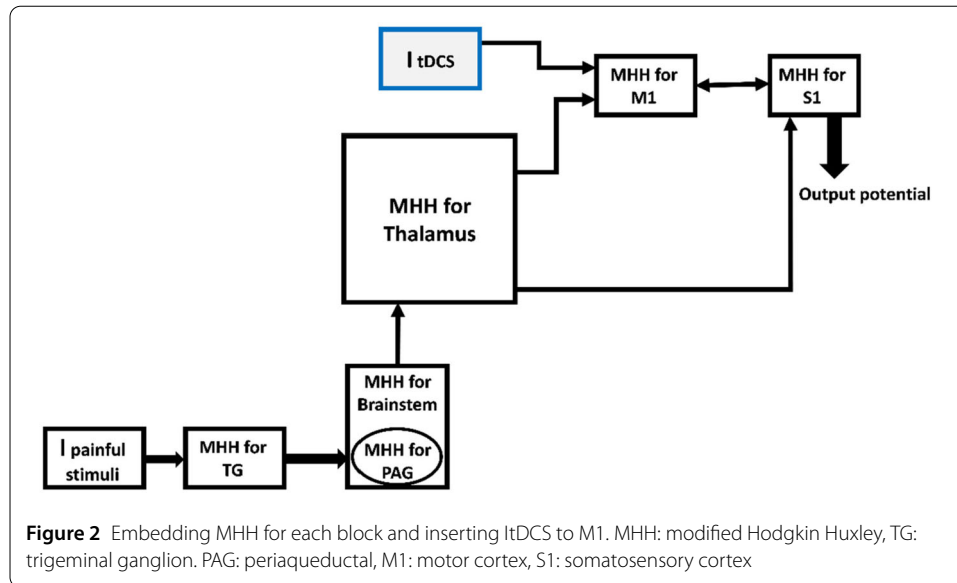 I tDCS
MHH for
M1
MHH for
S1
Output potential
MHH for
Thalamus
MHH for
Brainstem
MHH for
PAG
I painful
stimuli
MHH for
TG
Figure 2 Embedding MHH for each block and inserting ItDCS to M1. MHH: modified Hodgkin Huxley, TG:
trigeminal ganglion. PAG: periaqueductal, M1: motor cortex, S1: somatosensory cortex